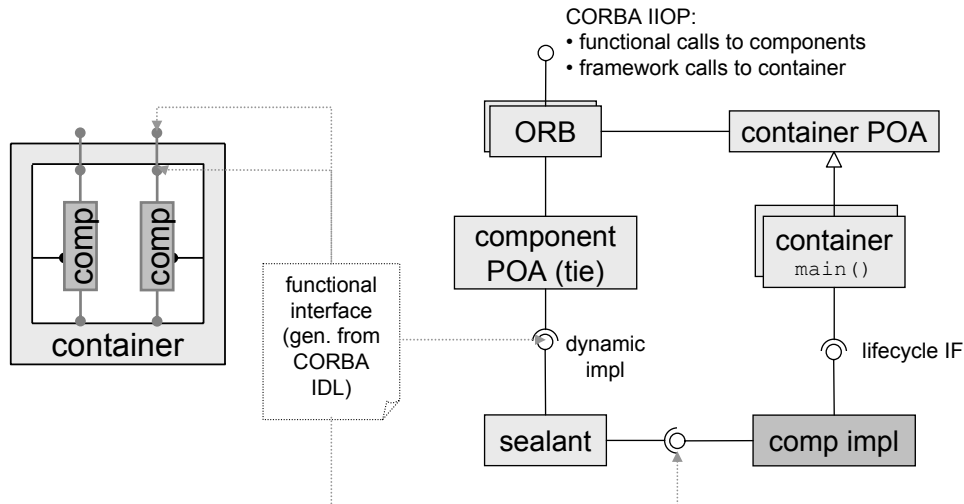 CORBA IIOP:
• functional calls to components
• framework calls to container
ORB
container POA
comp
comp
container
component
POA (tie)
container
main()
functional
interface
(gen. from
CORBA
IDL)
dynamic
impl
lifecycle IF
sealant
comp impl